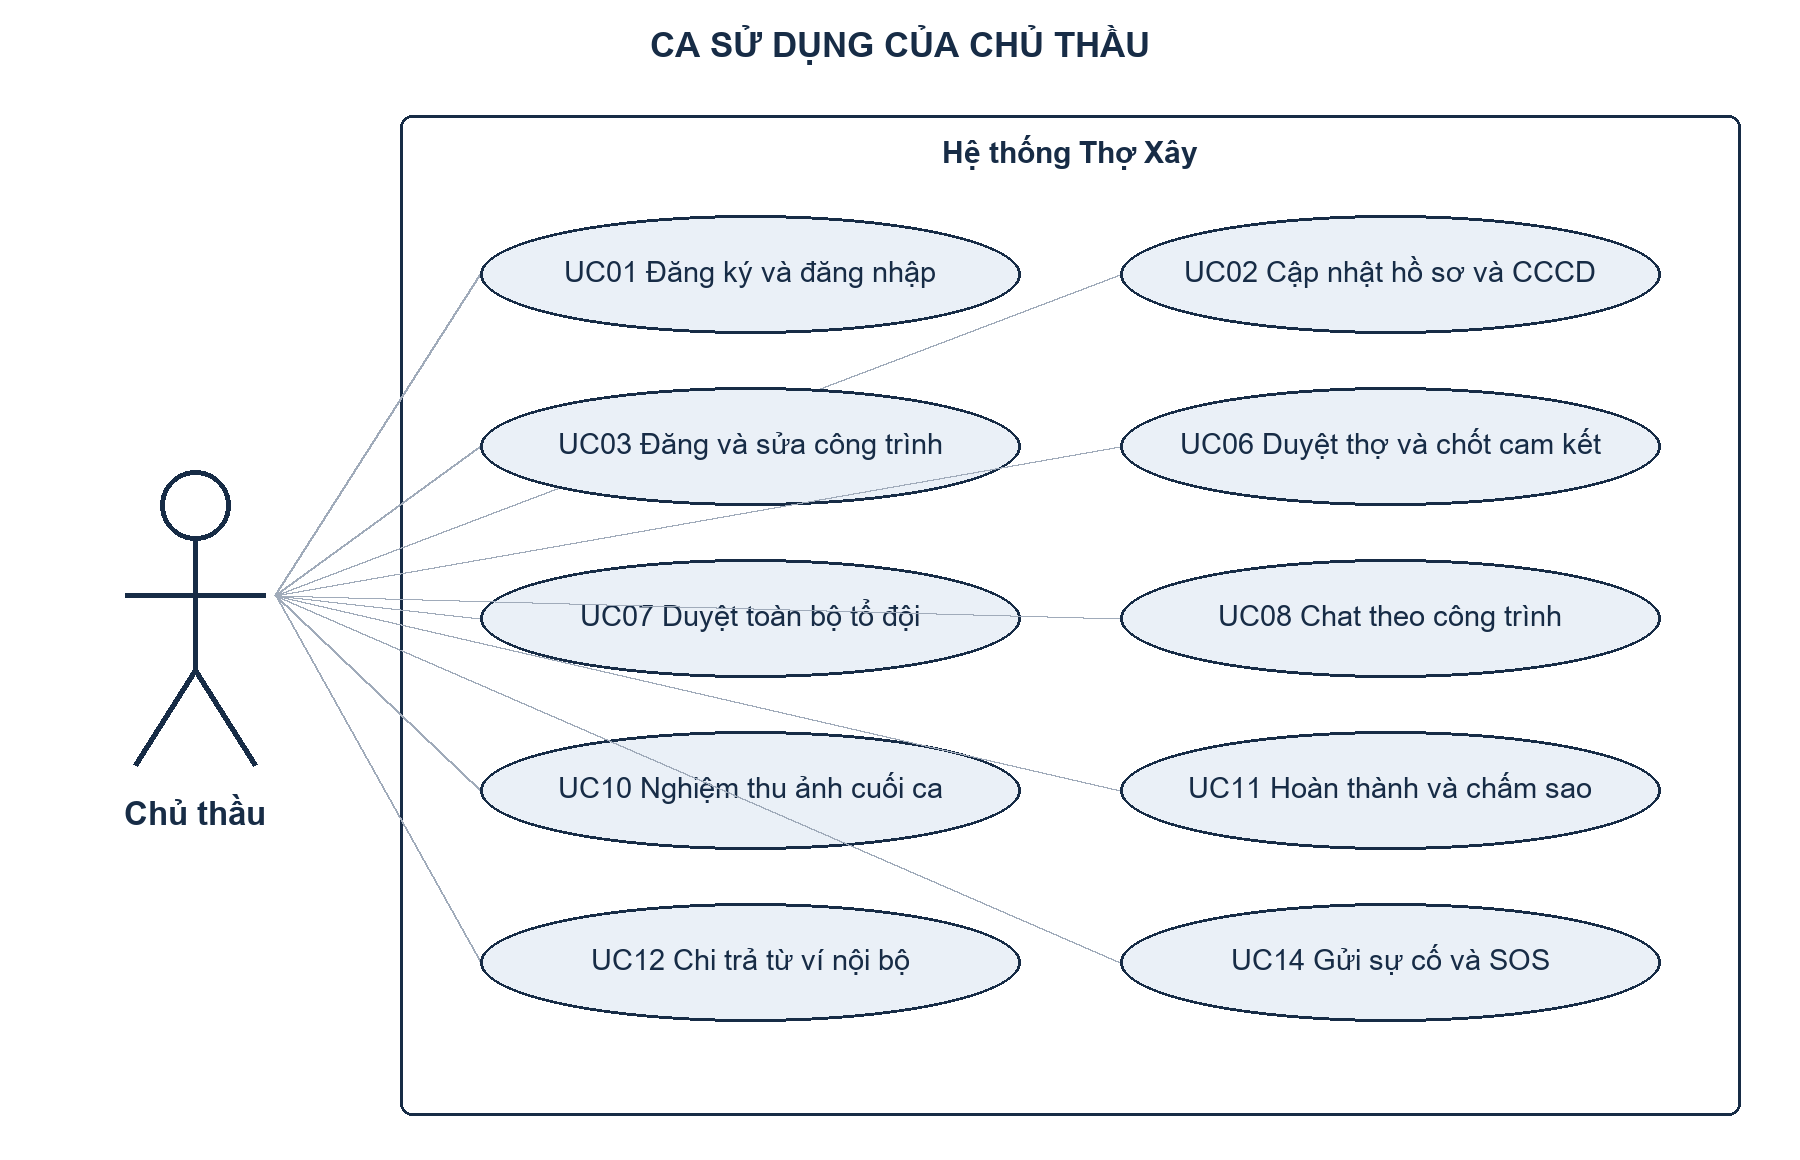 CA SỬ DỤNG CỦA CHỦ THẦU
Hệ thống Thợ Xây
UC01 Đăng ký và đăng nhập
UC02 Cập nhật hồ sơ và CCCD
UC03 Đăng và sửa công trình
UC06 Duyệt thợ và chốt cam kết
UC07 Duyệt toàn bộ tổ đội
UC08 Chat theo công trình
UC10 Nghiệm thu ảnh cuối ca
UC11 Hoàn thành và chấm sao
Chủ thầu
UC12 Chi trả từ ví nội bộ
UC14 Gửi sự cố và SOS